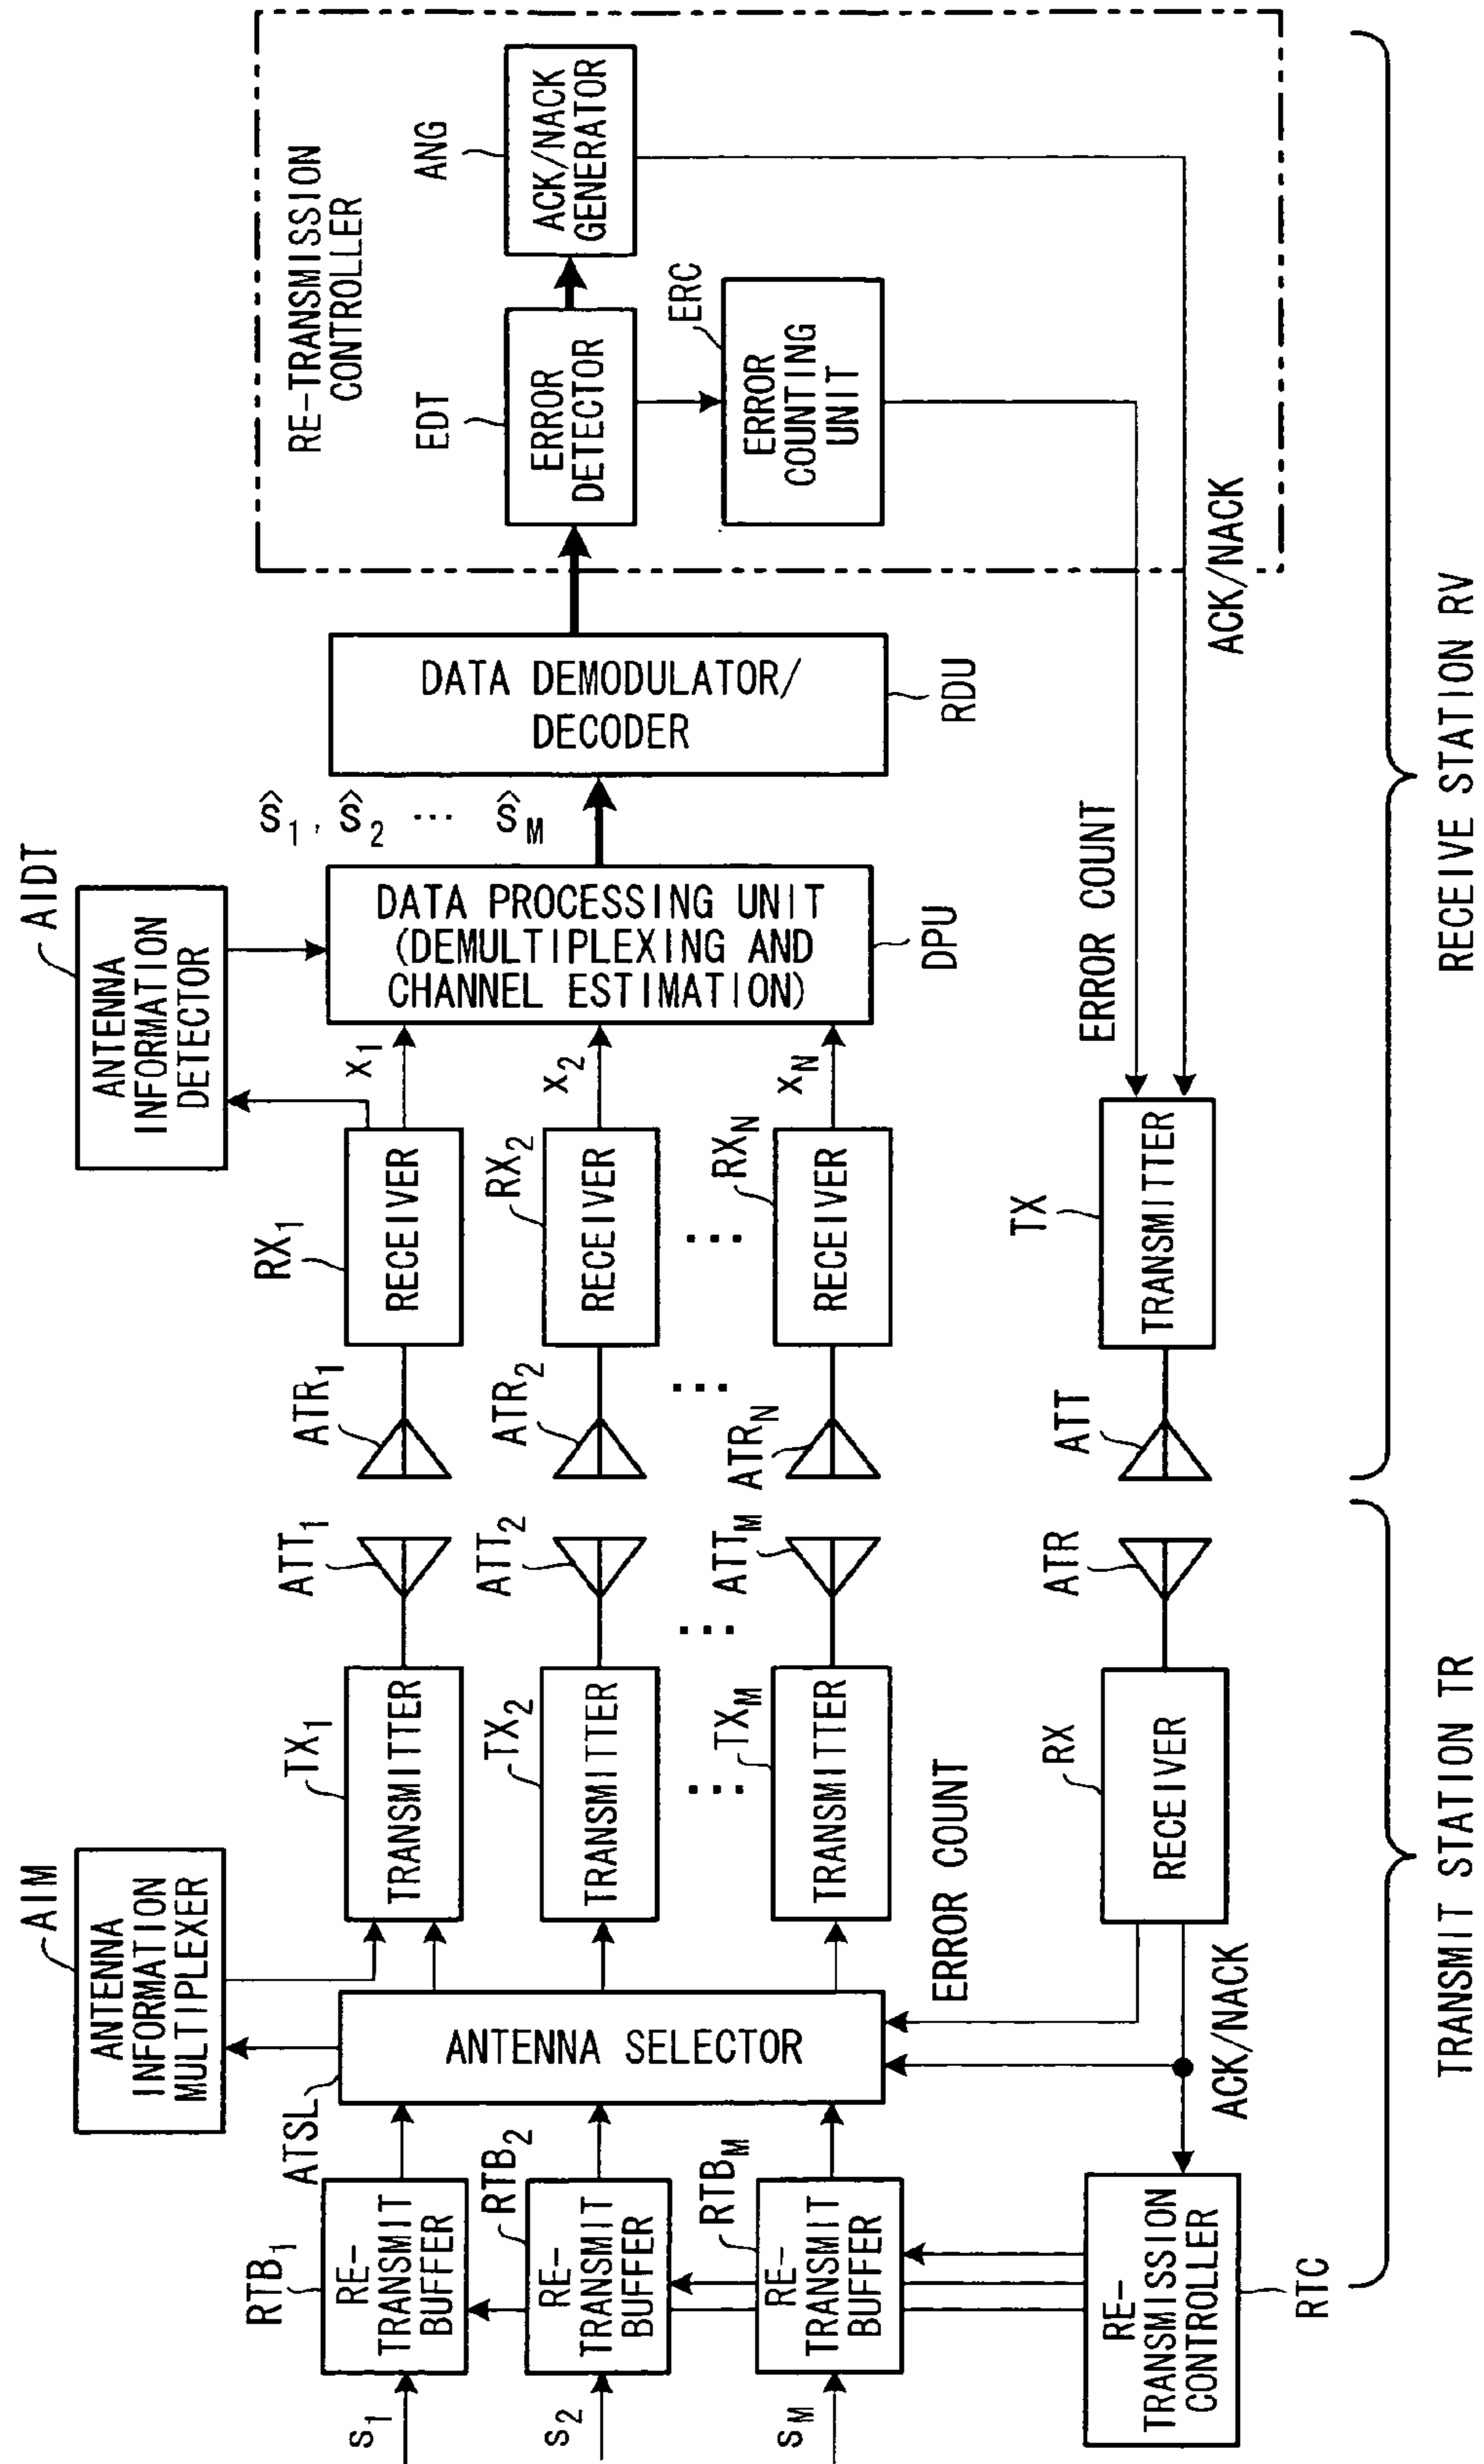 AIM
ANTENNA
INFORMATION
MULTIPLEXER
AIDT
ANTENNA
INFORMATION
DETECTOR
RE-TRANSMISSION
CONTROLLER
s1
RTB1
RE-
TRANSMIT
BUFFER
ATSL
ANTENNA SELECTOR
TX1
TRANSMITTER
ATT1
ATR1
RX1
RECEIVER
x1
s2
RTB2
RE-
TRANSMIT
BUFFER
TX2
TRANSMITTER
ATT2
ATR2
RX2
RECEIVER
x2
...
...
...
...
sM
RTBM
RE-
TRANSMIT
BUFFER
TXM
TRANSMITTER
ATTM
ATRN
RXN
RECEIVER
xN
DATA PROCESSING UNIT
(DEMULTIPLEXING AND
CHANNEL ESTIMATION)
DPU
ŝ1, ŝ2 ... ŝM
DATA DEMODULATOR/
DECODER
RDU
EDT
ERROR
DETECTOR
ANG
ACK/NACK
GENERATOR
ERC
ERROR
COUNTING
UNIT
RE-
TRANSMISSION
CONTROLLER
RTC
ACK/NACK
ERROR COUNT
RX
RECEIVER
ATR
ATT
TX
TRANSMITTER
ERROR COUNT
ACK/NACK
TRANSMIT STATION TR
RECEIVE STATION RV